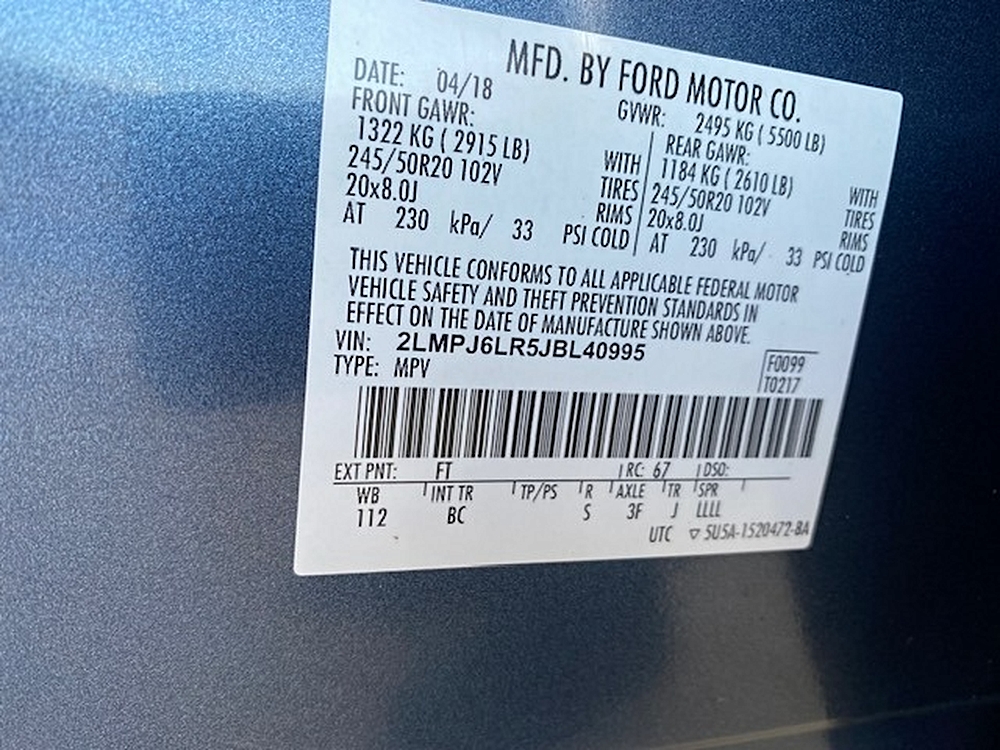 MFD. BY FORD MOTOR CO.
DATE: 04/18 GVWR: 2495 KG ( 5500 LB)
FRONT GAWR: REAR GAWR:
1322 KG ( 2915 LB) WITH 1184 KG ( 2610 LB) WITH
245/50R20 102V TIRES 245/50R20 102V TIRES
20x8.0J RIMS 20x8.0J RIMS
AT 230 kPa/ 33 PSI COLD AT 230 kPa/ 33 PSI COLD
THIS VEHICLE CONFORMS TO ALL APPLICABLE FEDERAL MOTOR
VEHICLE SAFETY AND THEFT PREVENTION STANDARDS IN
EFFECT ON THE DATE OF MANUFACTURE SHOWN ABOVE.
VIN: 2LMPJ6LR5JBL40995
TYPE: MPV
F0099
T0217
EXT PNT: FT RC: 67 DSO:
WB INT TR TP/PS R AXLE TR SPR
112 BC S 3F J LLLL
UTC ▽ 5U5A-1520472-BA